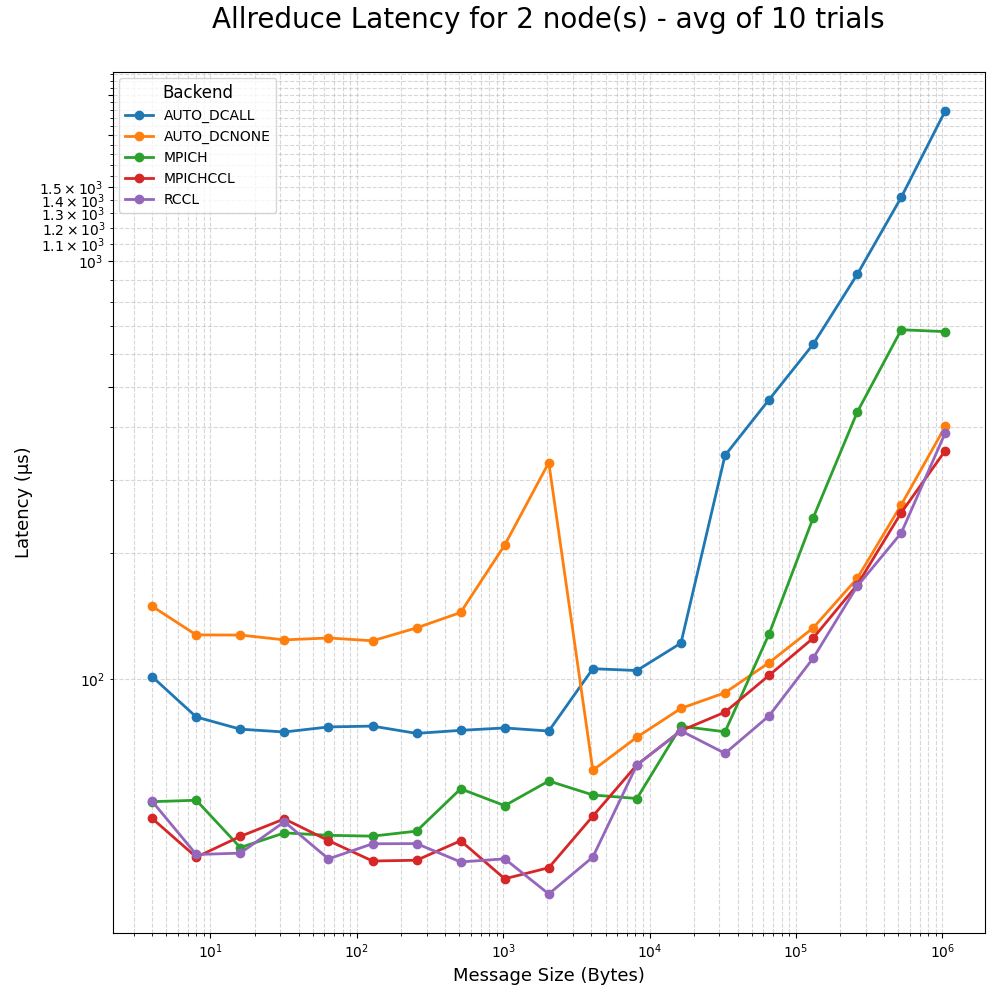 Allreduce Latency for 2 node(s) - avg of 10 trials
Backend
AUTO_DCALL
AUTO_DCNONE
MPICH
MPICHCCL
RCCL
1.5 × 10³
1.4 × 10³
1.3 × 10³
1.2 × 10³
1.1 × 10³
10³
10²
Latency (μs)
10¹
10²
10³
10⁴
10⁵
10⁶
Message Size (Bytes)